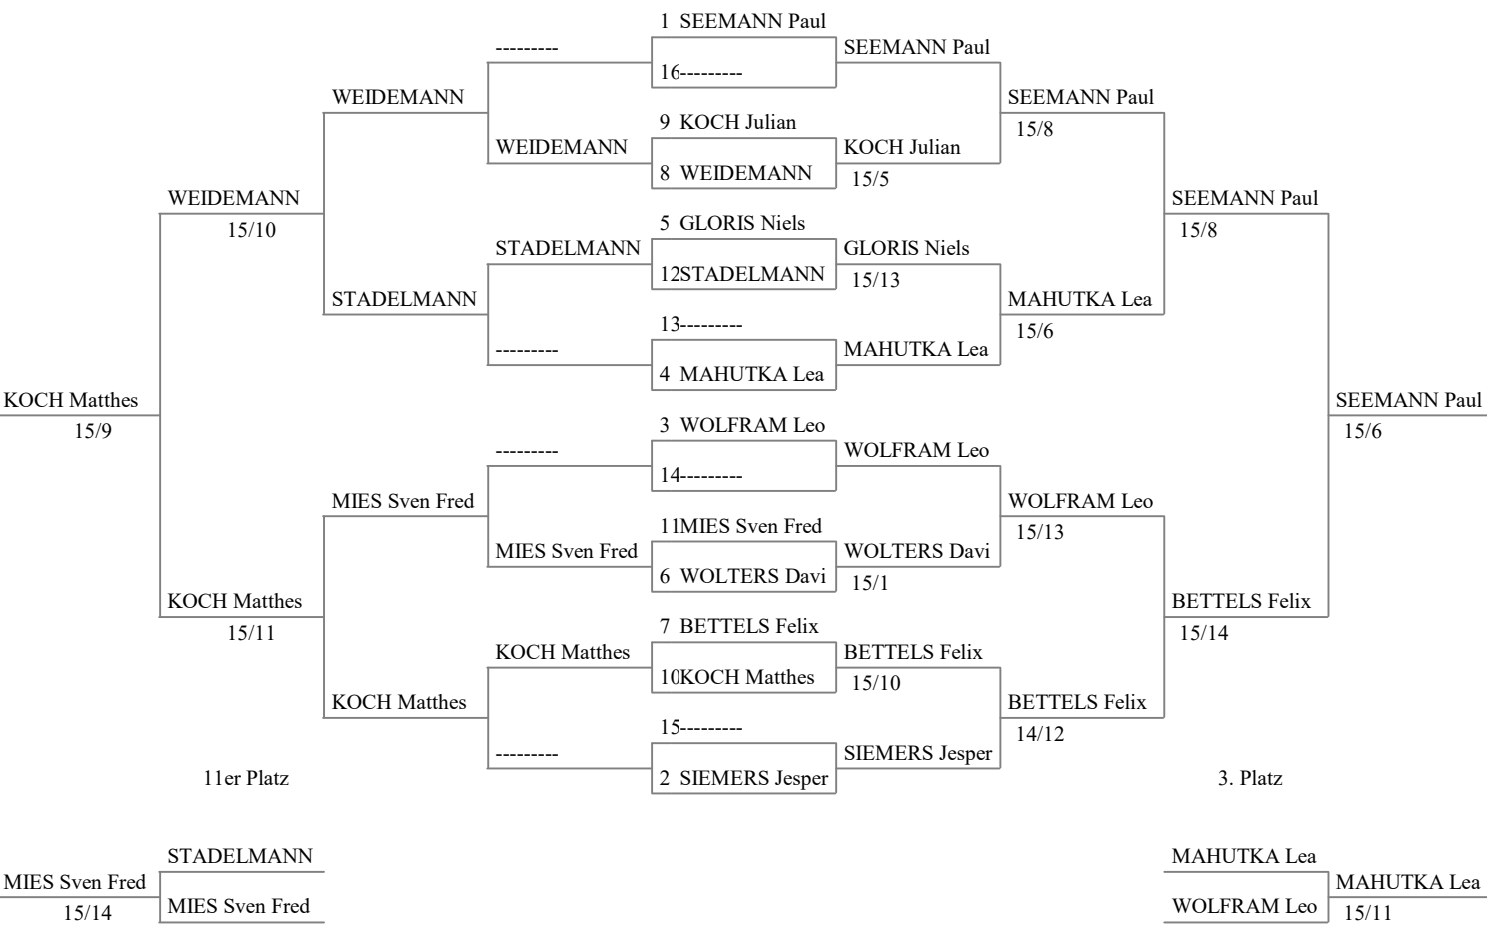 1 SEEMANN Paul
--------- SEEMANN Paul
16---------
WEIDEMANN SEEMANN Paul
9 KOCH Julian 15/8
WEIDEMANN KOCH Julian
8 WEIDEMANN 15/5
WEIDEMANN SEEMANN Paul
15/10 5 GLORIS Niels 15/8
STADELMANN GLORIS Niels
12STADELMANN 15/13
STADELMANN MAHUTKA Lea
13--------- 15/6
--------- MAHUTKA Lea
4 MAHUTKA Lea
KOCH Matthes SEEMANN Paul
15/9 3 WOLFRAM Leo 15/6
--------- WOLFRAM Leo
14---------
MIES Sven Fred WOLFRAM Leo
11MIES Sven Fred 15/13
MIES Sven Fred WOLTERS Davi
6 WOLTERS Davi 15/1
KOCH Matthes BETTELS Felix
15/11 7 BETTELS Felix 15/14
KOCH Matthes BETTELS Felix
10KOCH Matthes 15/10
KOCH Matthes BETTELS Felix
15--------- 14/12
--------- SIEMERS Jesper
11er Platz 2 SIEMERS Jesper 3. Platz
STADELMANN MAHUTKA Lea
MIES Sven Fred MAHUTKA Lea
15/14 MIES Sven Fred WOLFRAM Leo 15/11